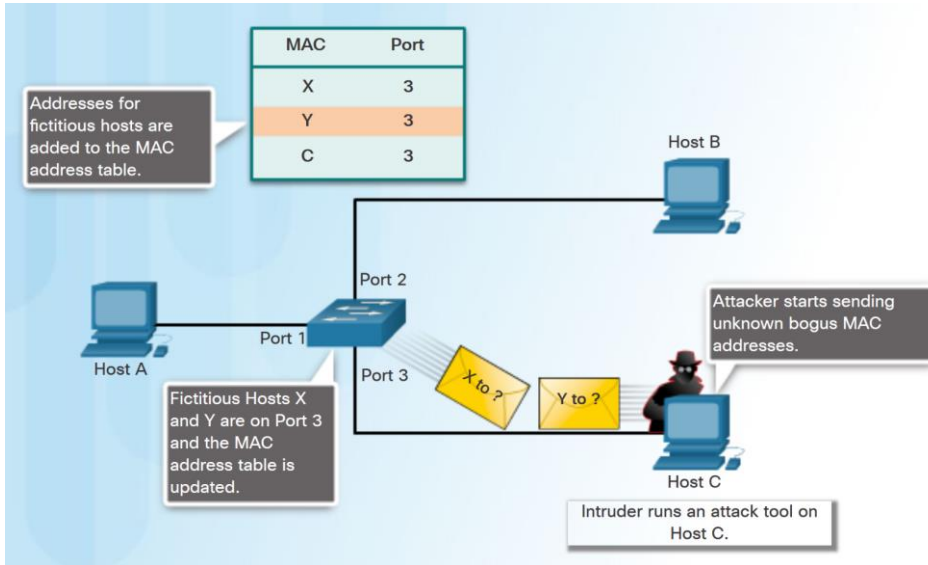 MAC Port
X 3
Y 3
C 3
Addresses for
fictitious hosts are
added to the MAC
address table.
Host B
Port 2
Attacker starts sending
unknown bogus MAC
addresses.
Port 1
Host A
Port 3
X to ?
Y to ?
Fictitious Hosts X
and Y are on Port 3
and the MAC
address table is
updated.
Host C
Intruder runs an attack tool on
Host C.